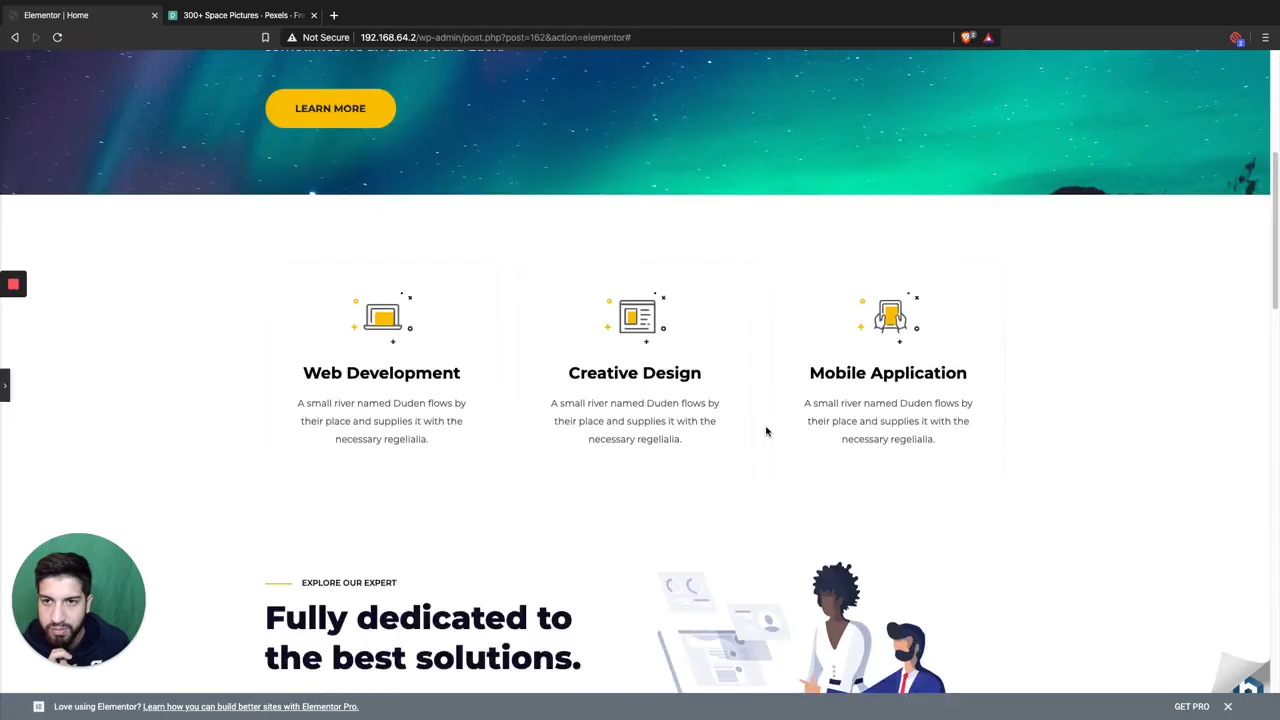 Elementor | Home
300+ Space Pictures · Pexels · Fr
Not Secure
192.168.64.2/wp-admin/post.php?post=162&action=elementor#
2
2
LEARN MORE
Web Development
A small river named Duden flows by
their place and supplies it with the
necessary regelialia.
Creative Design
A small river named Duden flows by
their place and supplies it with the
necessary regelialia.
Mobile Application
A small river named Duden flows by
their place and supplies it with the
necessary regelialia.
EXPLORE OUR EXPERT
Fully dedicated to
the best solutions.
Love using Elementor? Learn how you can build better sites with Elementor Pro.
GET PRO